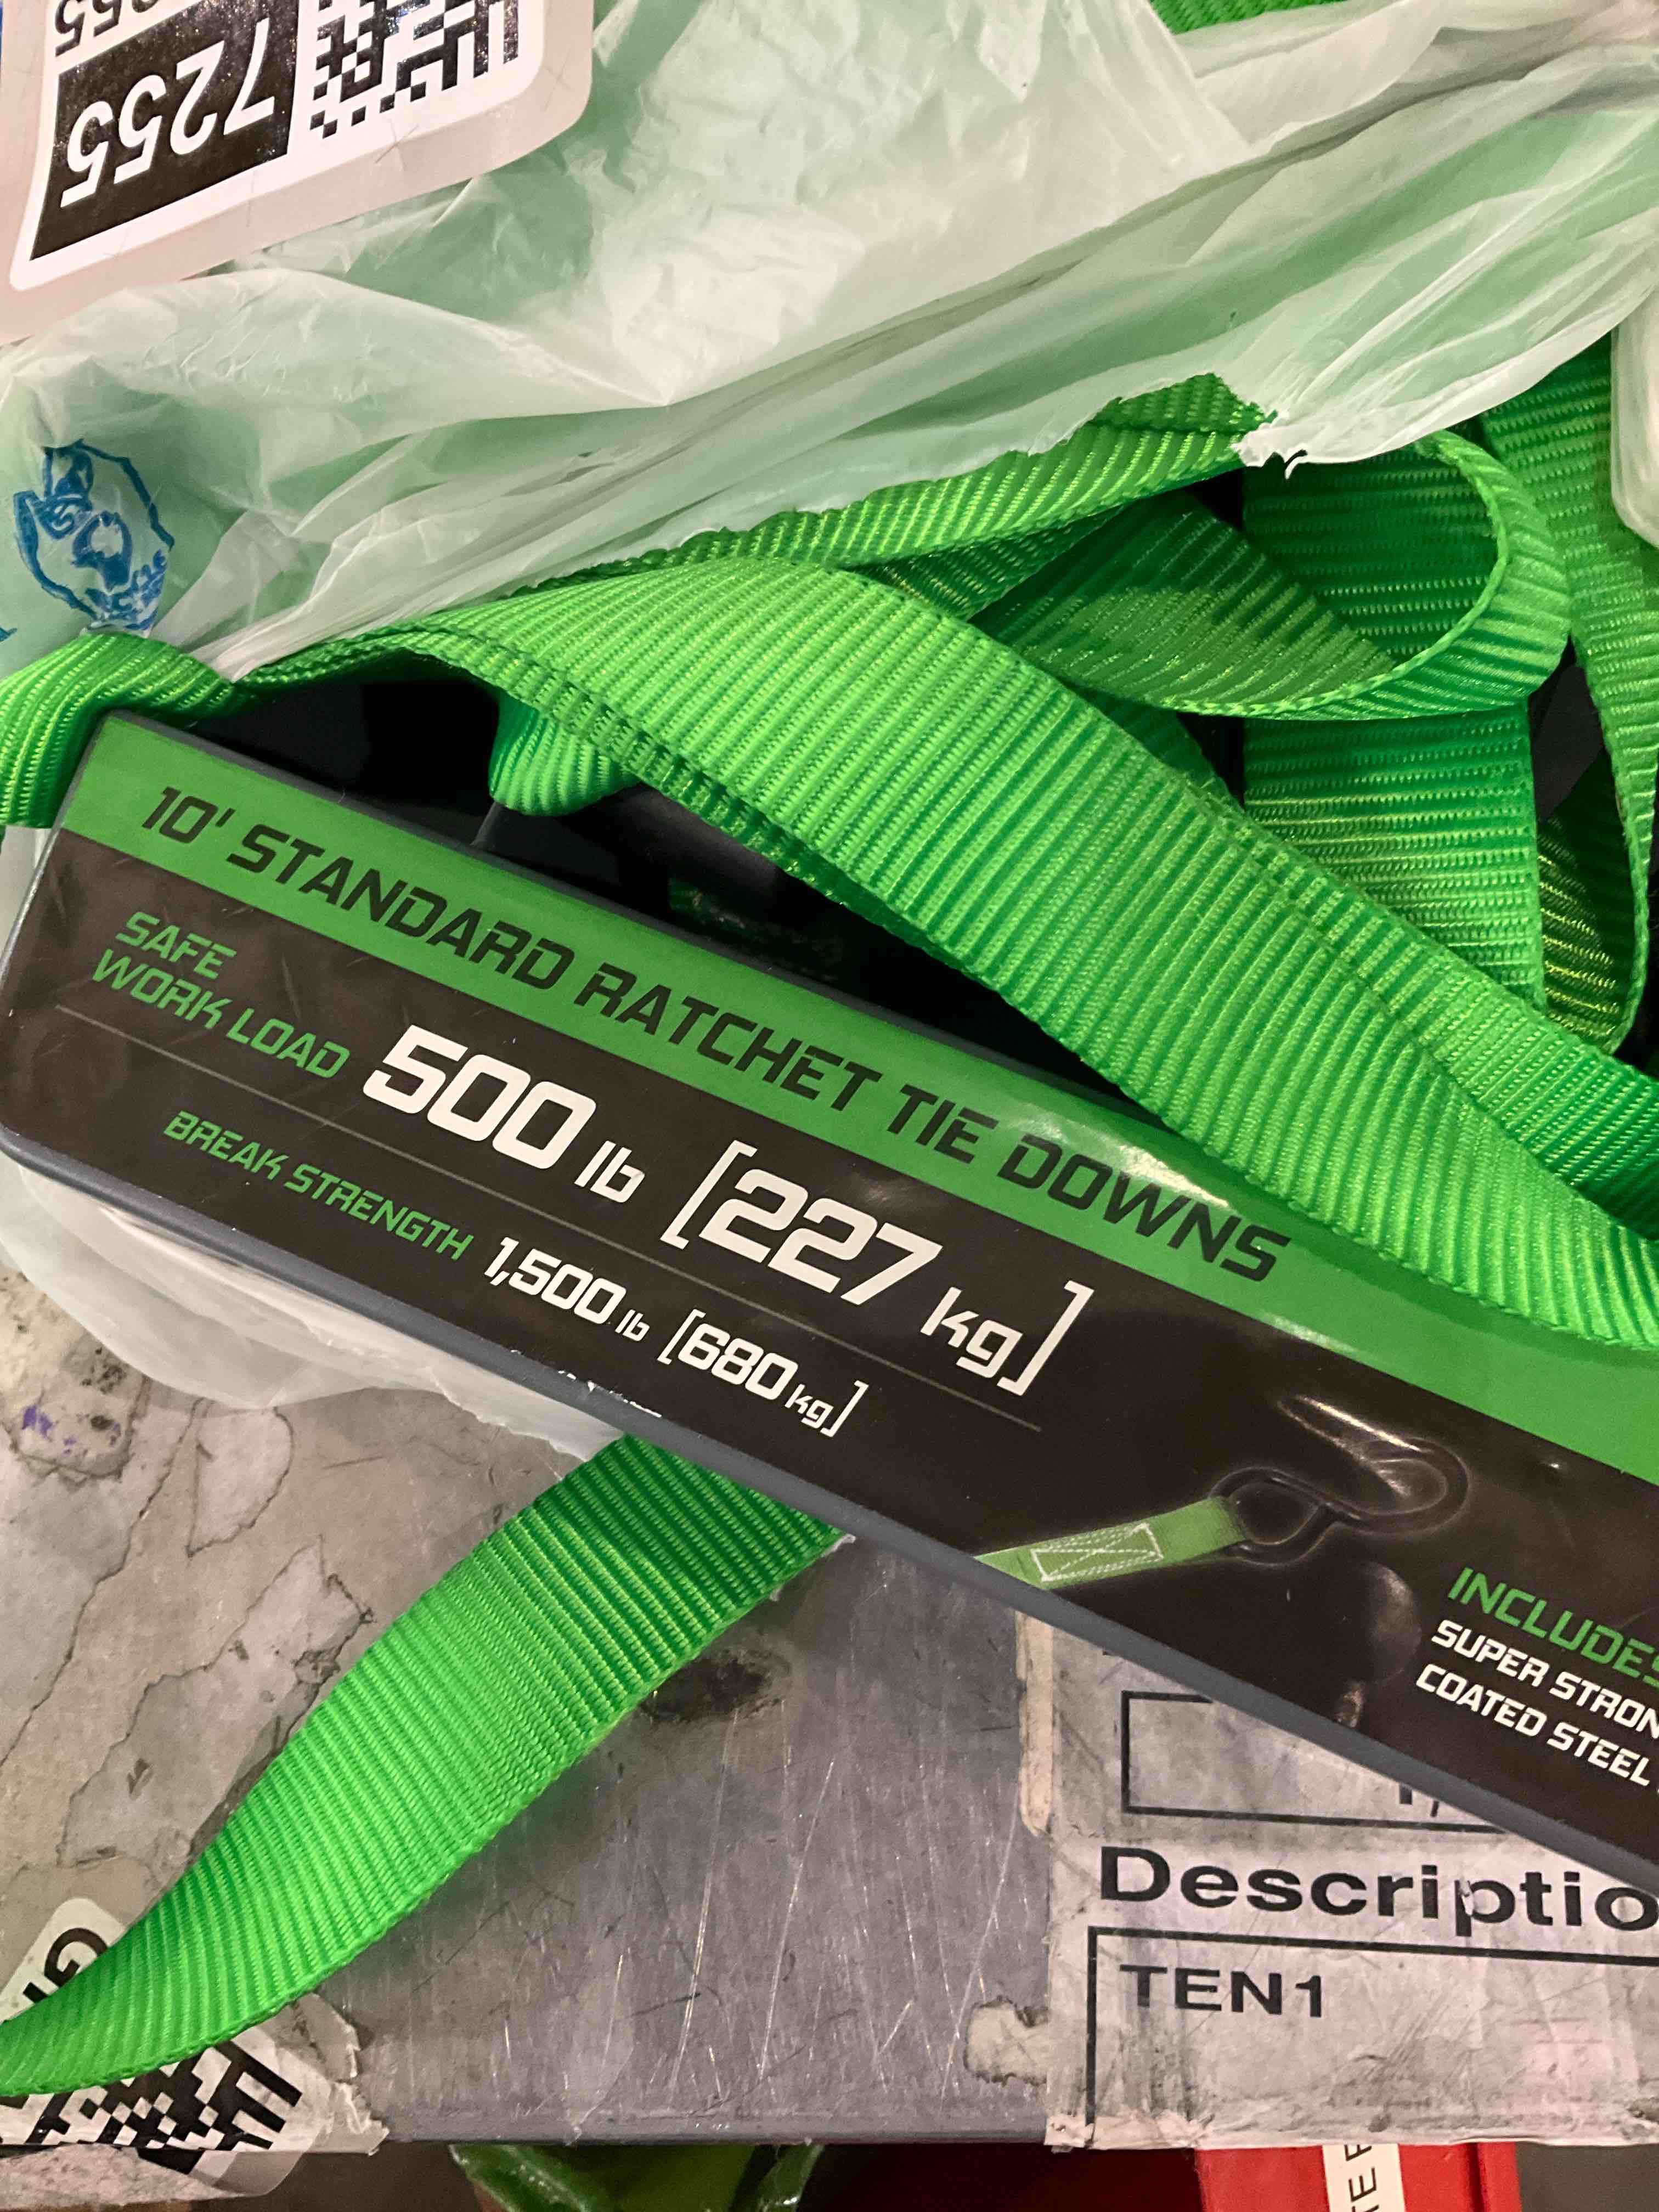 7255
7255
10' STANDARD RATCHET TIE DOWNS
SAFE
WORK LOAD 500 lb [227 kg]
BREAK STRENGTH 1,500 lb [680 kg]
INCLUDES
SUPER STRON
COATED STEEL
Descriptio
TEN1